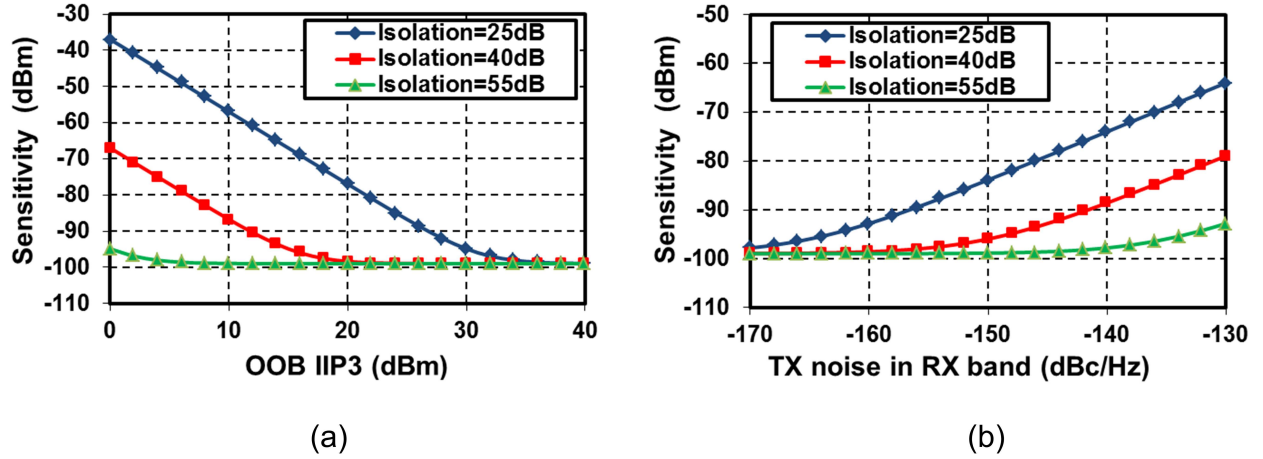 -30
-40
-50
-60
-70
-80
-90
-100
-110
Sensitivity (dBm)
Isolation=25dB
Isolation=40dB
Isolation=55dB
0 10 20 30 40
OOB IIP3 (dBm)
(a)
-50
-60
-70
-80
-90
-100
-110
Sensitivity (dBm)
Isolation=25dB
Isolation=40dB
Isolation=55dB
-170 -160 -150 -140 -130
TX noise in RX band (dBc/Hz)
(b)